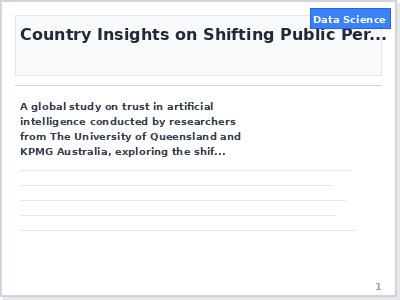 Data Science
Country Insights on Shifting Public Per...
A global study on trust in artificial
intelligence conducted by researchers
from The University of Queensland and
KPMG Australia, exploring the shif...
1